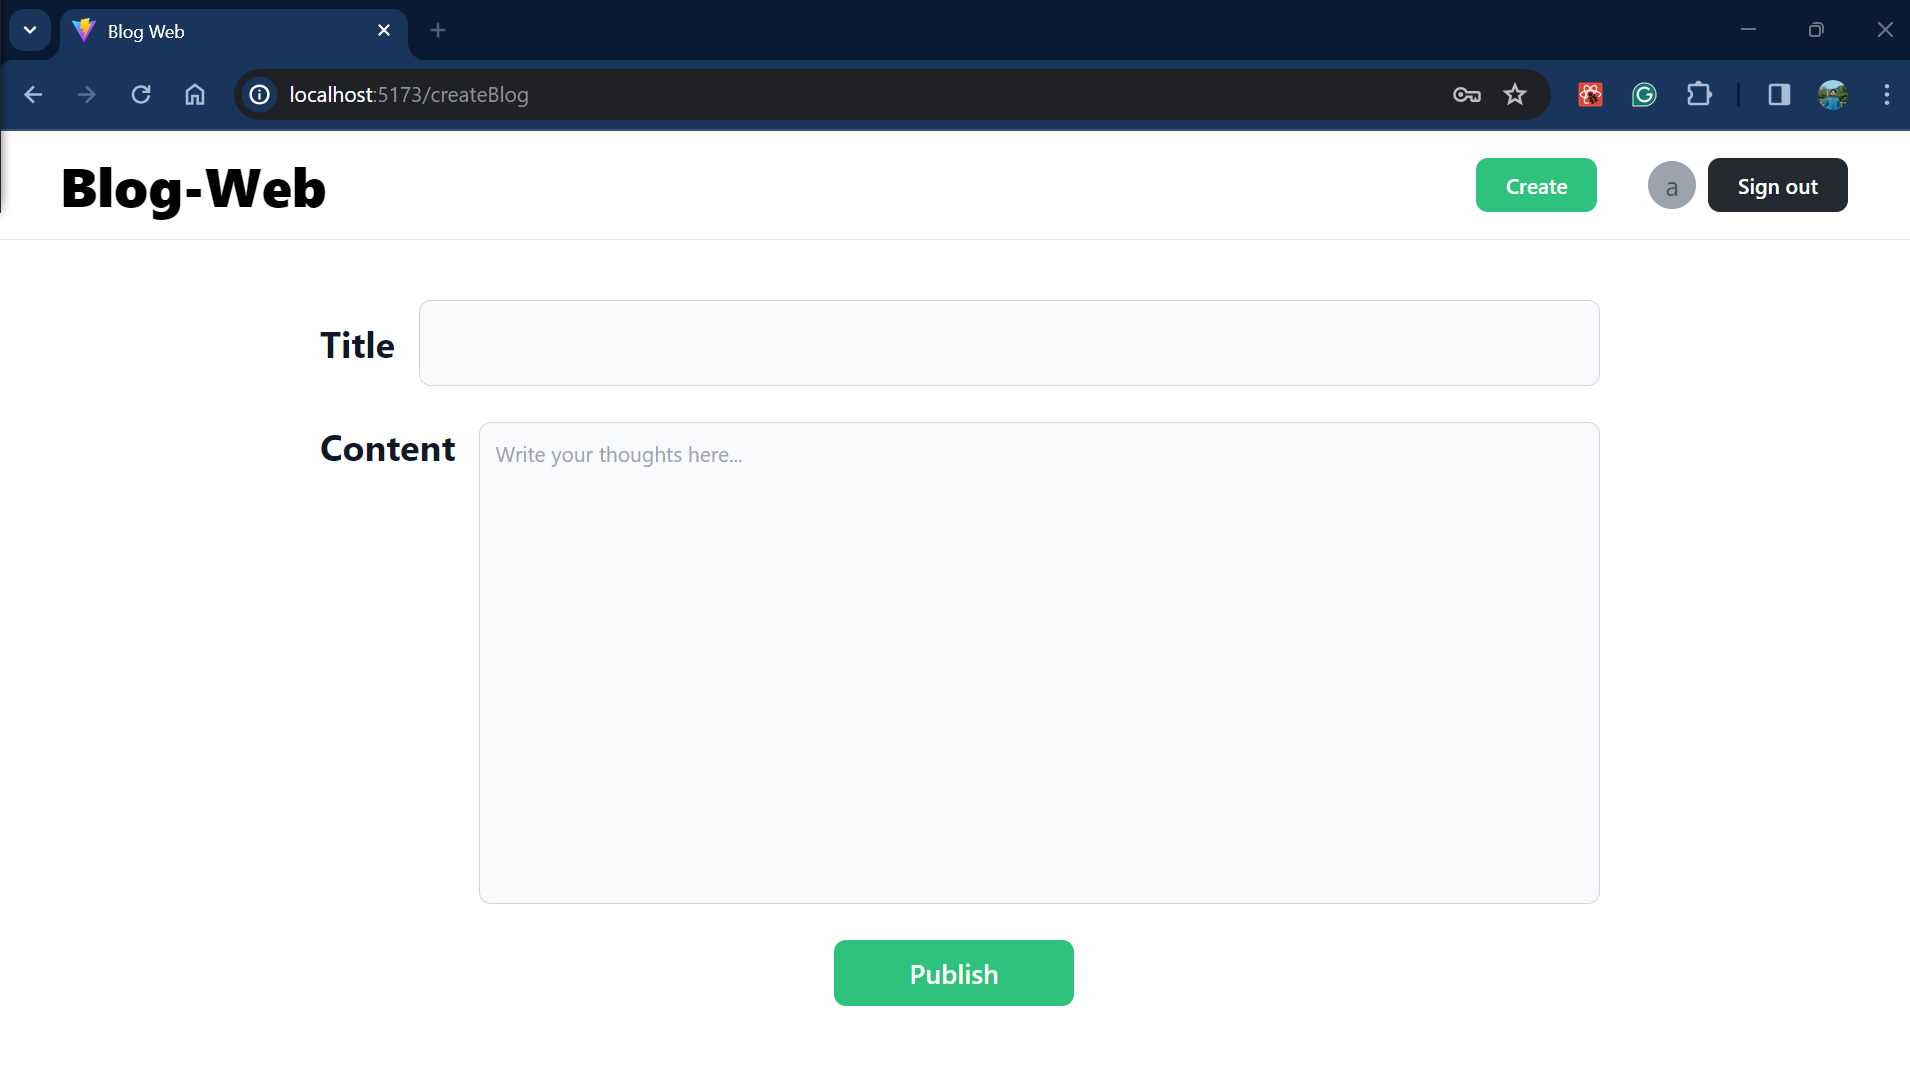 Blog Web
localhost:5173/createBlog
Blog-Web
Create
a
Sign out
Title
Content
Write your thoughts here...
Publish